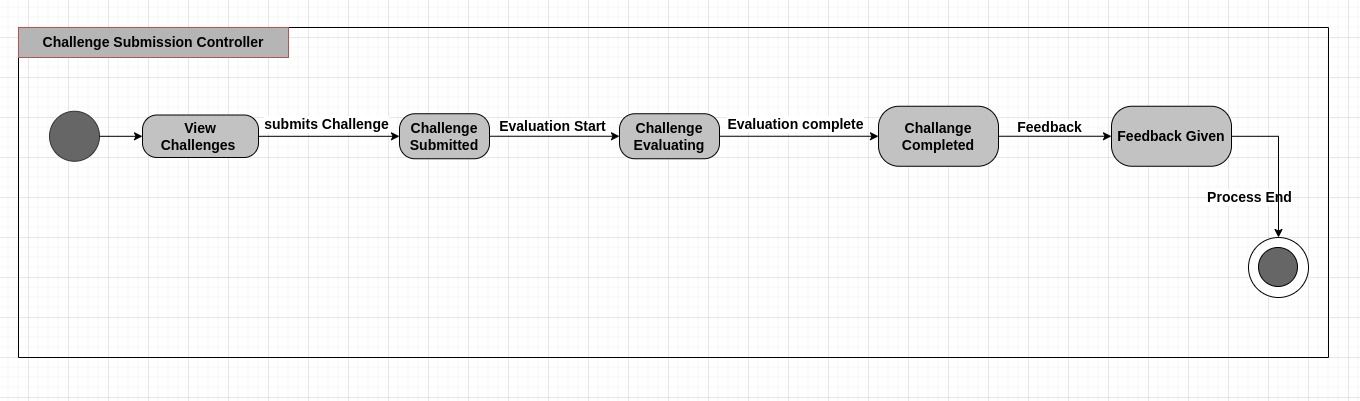 Challenge Submission Controller
View
Challenges
submits Challenge
Challenge
Submitted
Evaluation Start
Challenge
Evaluating
Evaluation complete
Challange
Completed
Feedback
Feedback Given
Process End